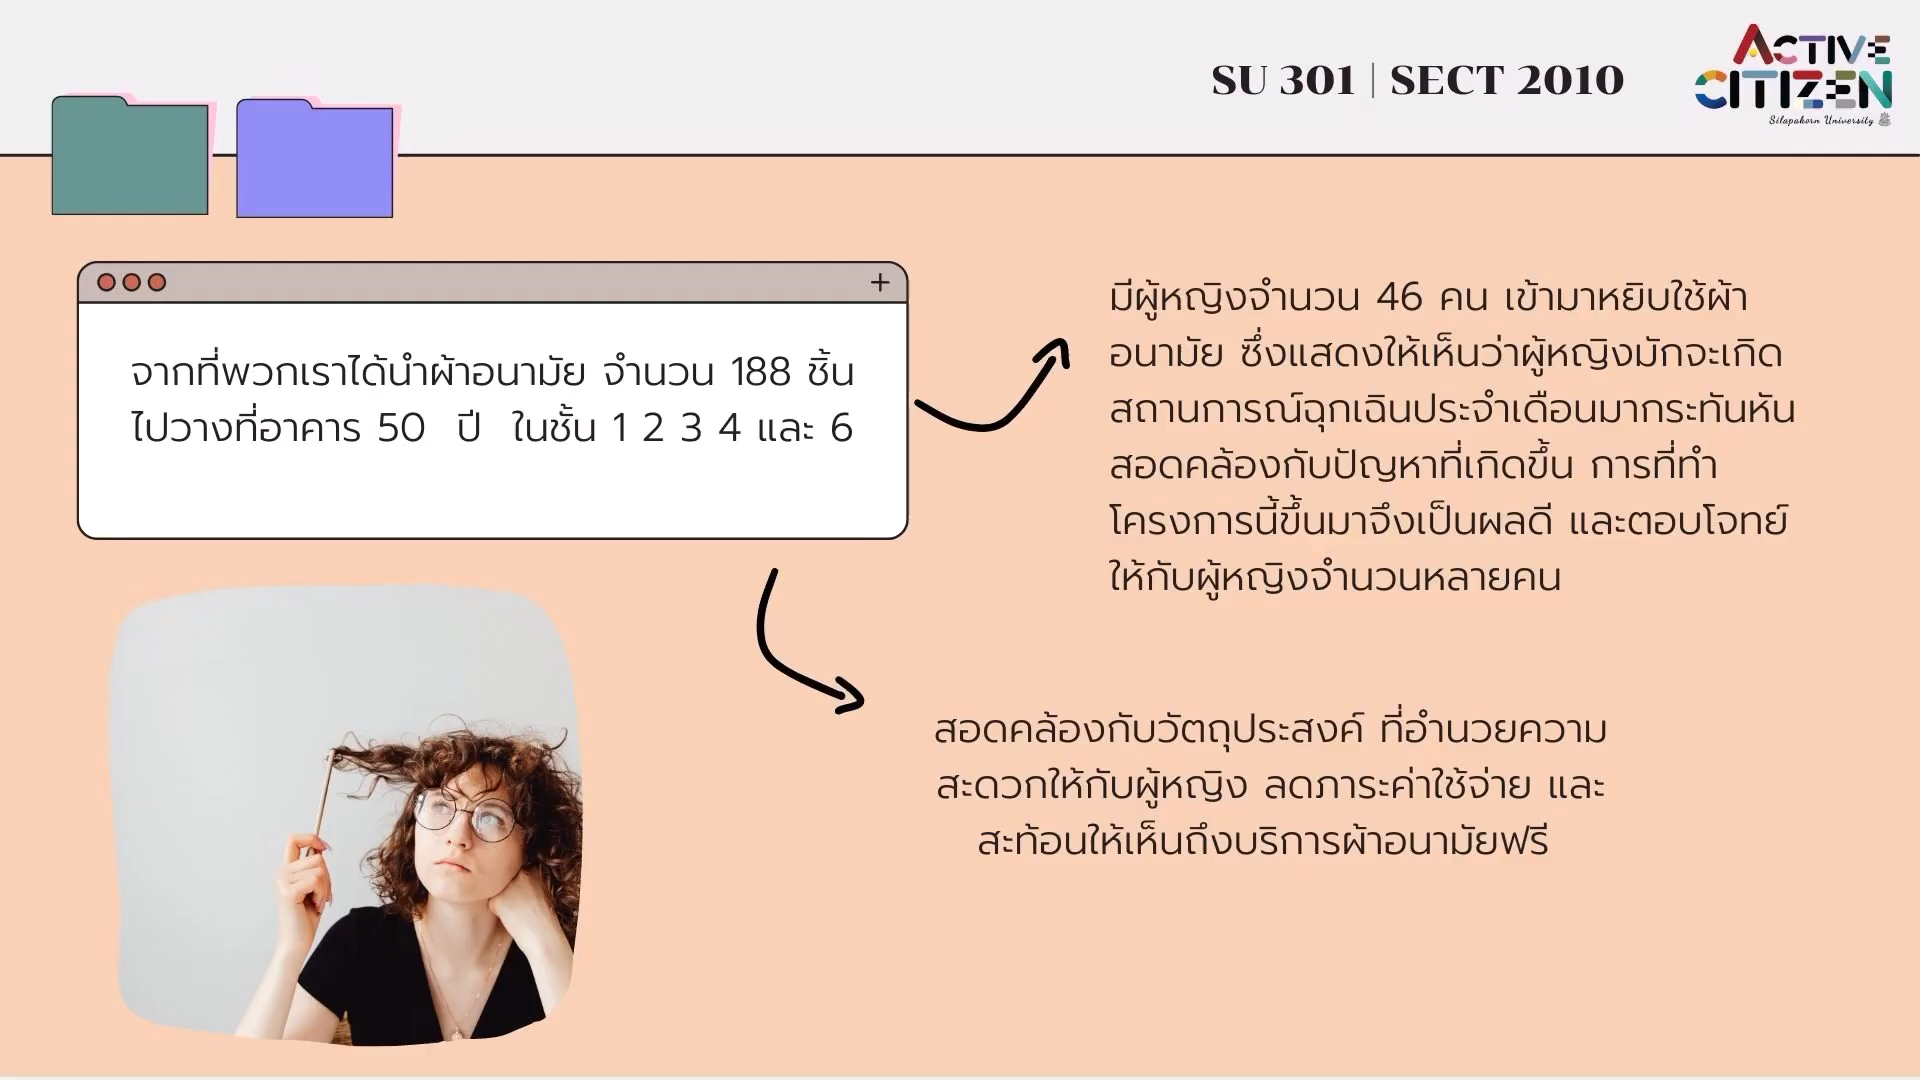 SU 301 | SECT 2010
ACTIVE
CITIZEN
Silapakorn University
จากที่พวกเราได้นำผ้าอนามัย จำนวน 188 ชิ้น
ไปวางที่อาคาร 50 ปี ในชั้น 1 2 3 4 และ 6
มีผู้หญิงจำนวน 46 คน เข้ามาหยิบใช้ผ้า
อนามัย ซึ่งแสดงให้เห็นว่าผู้หญิงมักจะเกิด
สถานการณ์ฉุกเฉินประจำเดือนมากระทันหัน
สอดคล้องกับปัญหาที่เกิดขึ้น การที่ทำ
โครงการนี้ขึ้นมาจึงเป็นผลดี และตอบโจทย์
ให้กับผู้หญิงจำนวนหลายคน
สอดคล้องกับวัตถุประสงค์ ที่อำนวยความ
สะดวกให้กับผู้หญิง ลดภาระค่าใช้จ่าย และ
สะท้อนให้เห็นถึงบริการผ้าอนามัยฟรี